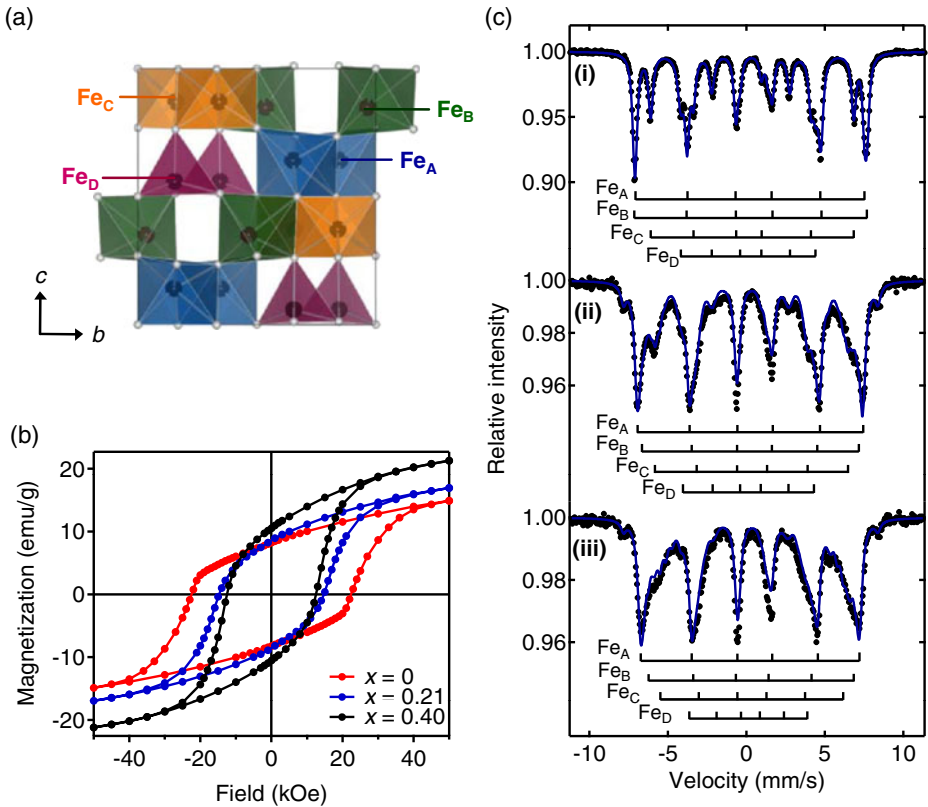 (a)
Fe_C
Fe_B
Fe_A
Fe_D
c
b
(b)
Magnetization (emu/g)
20
10
0
-10
-20
-40
-20
0
20
40
Field (kOe)
x = 0
x = 0.21
x = 0.40
(c)
Relative intensity
(i)
1.00
0.95
0.90
Fe_A
Fe_B
Fe_C
Fe_D
(ii)
1.00
0.98
0.96
Fe_A
Fe_B
Fe_C
Fe_D
(iii)
1.00
0.98
0.96
Fe_A
Fe_B
Fe_C
Fe_D
-10
-5
0
5
10
Velocity (mm/s)